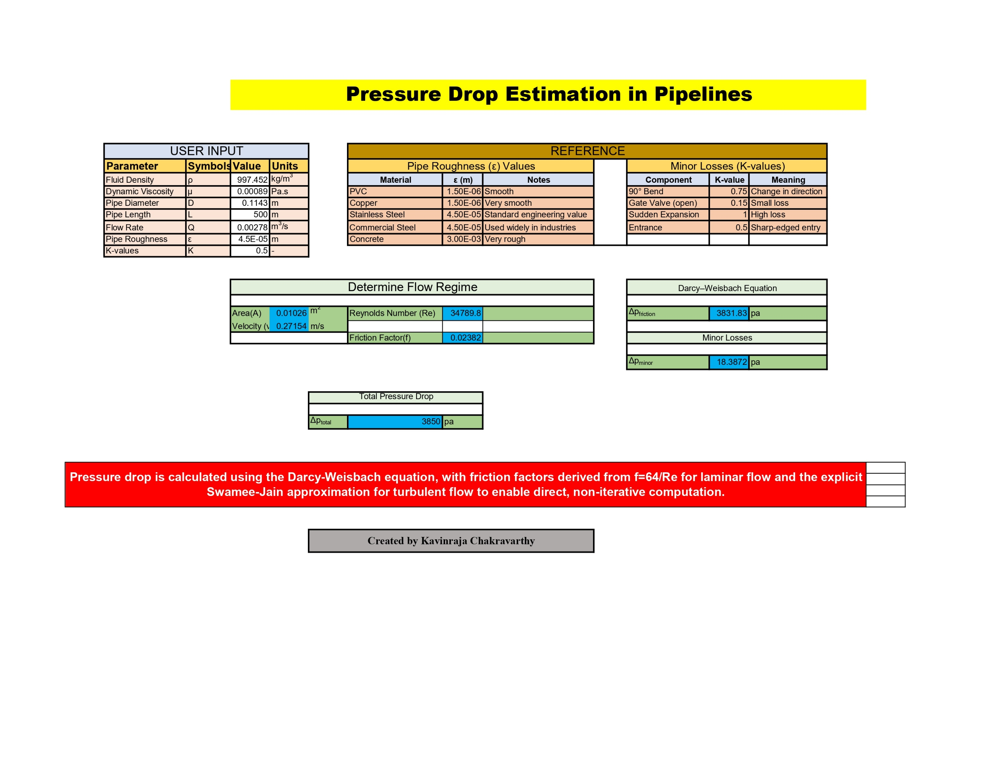 Pressure Drop Estimation in Pipelines
USER INPUT
Parameter Symbols Value Units
Fluid Density ρ 997.452 kg/m³
Dynamic Viscosity μ 0.00089 Pa.s
Pipe Diameter D 0.1143 m
Pipe Length L 500 m
Flow Rate Q 0.00278 m³/s
Pipe Roughness ε 4.5E-05 m
K-values K 0.5 -
REFERENCE
Pipe Roughness (ε) Values
Material ε (m) Notes
PVC 1.50E-06 Smooth
Copper 1.50E-06 Very smooth
Stainless Steel 4.50E-05 Standard engineering value
Commercial Steel 4.50E-05 Used widely in industries
Concrete 3.00E-03 Very rough
Minor Losses (K-values)
Component K-value Meaning
90° Bend 0.75 Change in direction
Gate Valve (open) 0.15 Small loss
Sudden Expansion 1 High loss
Entrance 0.5 Sharp-edged entry
Determine Flow Regime
Area(A) 0.01026 m² Reynolds Number (Re) 34789.8
Velocity (v 0.27154 m/s
Friction Factor(f) 0.02382
Darcy–Weisbach Equation
Δpfriction 3831.83 pa
Minor Losses
Δpminor 18.3872 pa
Total Pressure Drop
Δptotal 3850 pa
Pressure drop is calculated using the Darcy-Weisbach equation, with friction factors derived from f=64/Re for laminar flow and the explicit
Swamee-Jain approximation for turbulent flow to enable direct, non-iterative computation.
Created by Kavinraja Chakravarthy